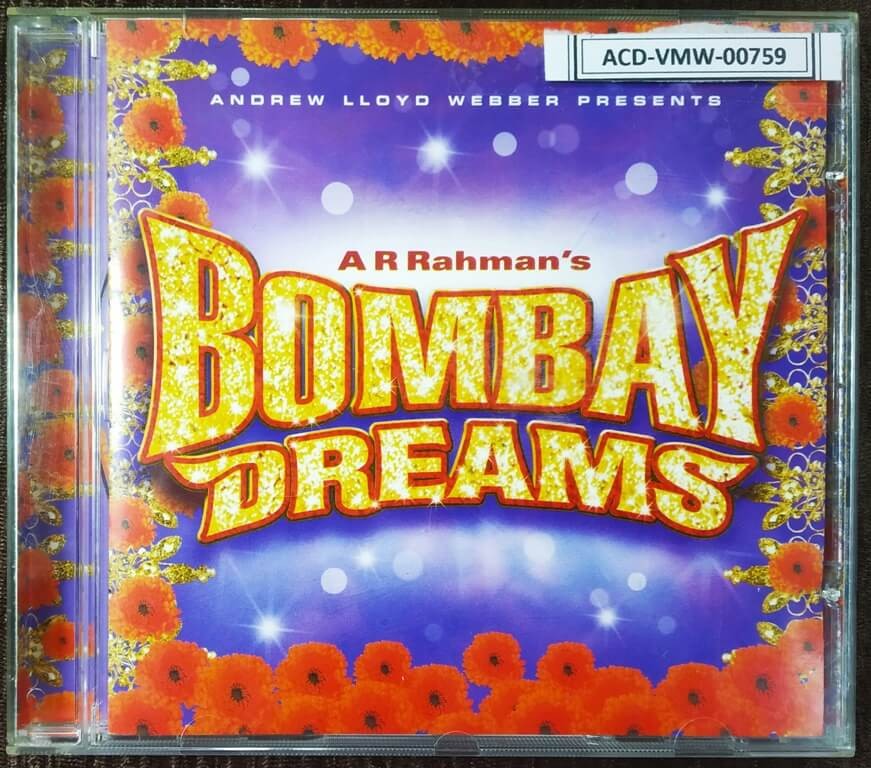 ACD-VMW-00759
ANDREW LLOYD WEBBER PRESENTS
A R Rahman's
BOMBAY
DREAMS